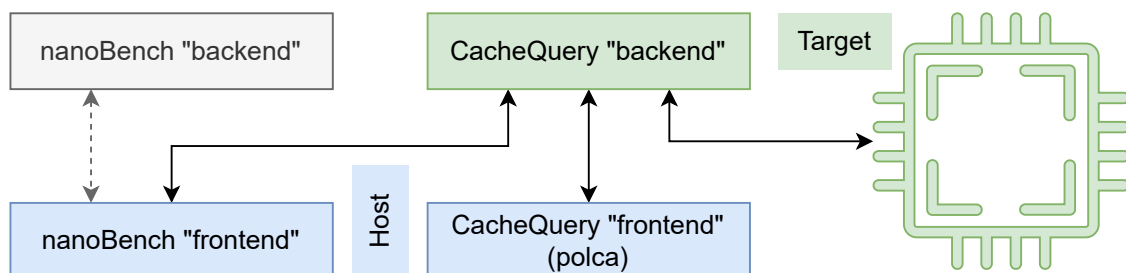 nanoBench "backend"
CacheQuery "backend"
Target
nanoBench "frontend"
Host
CacheQuery "frontend"
(polca)